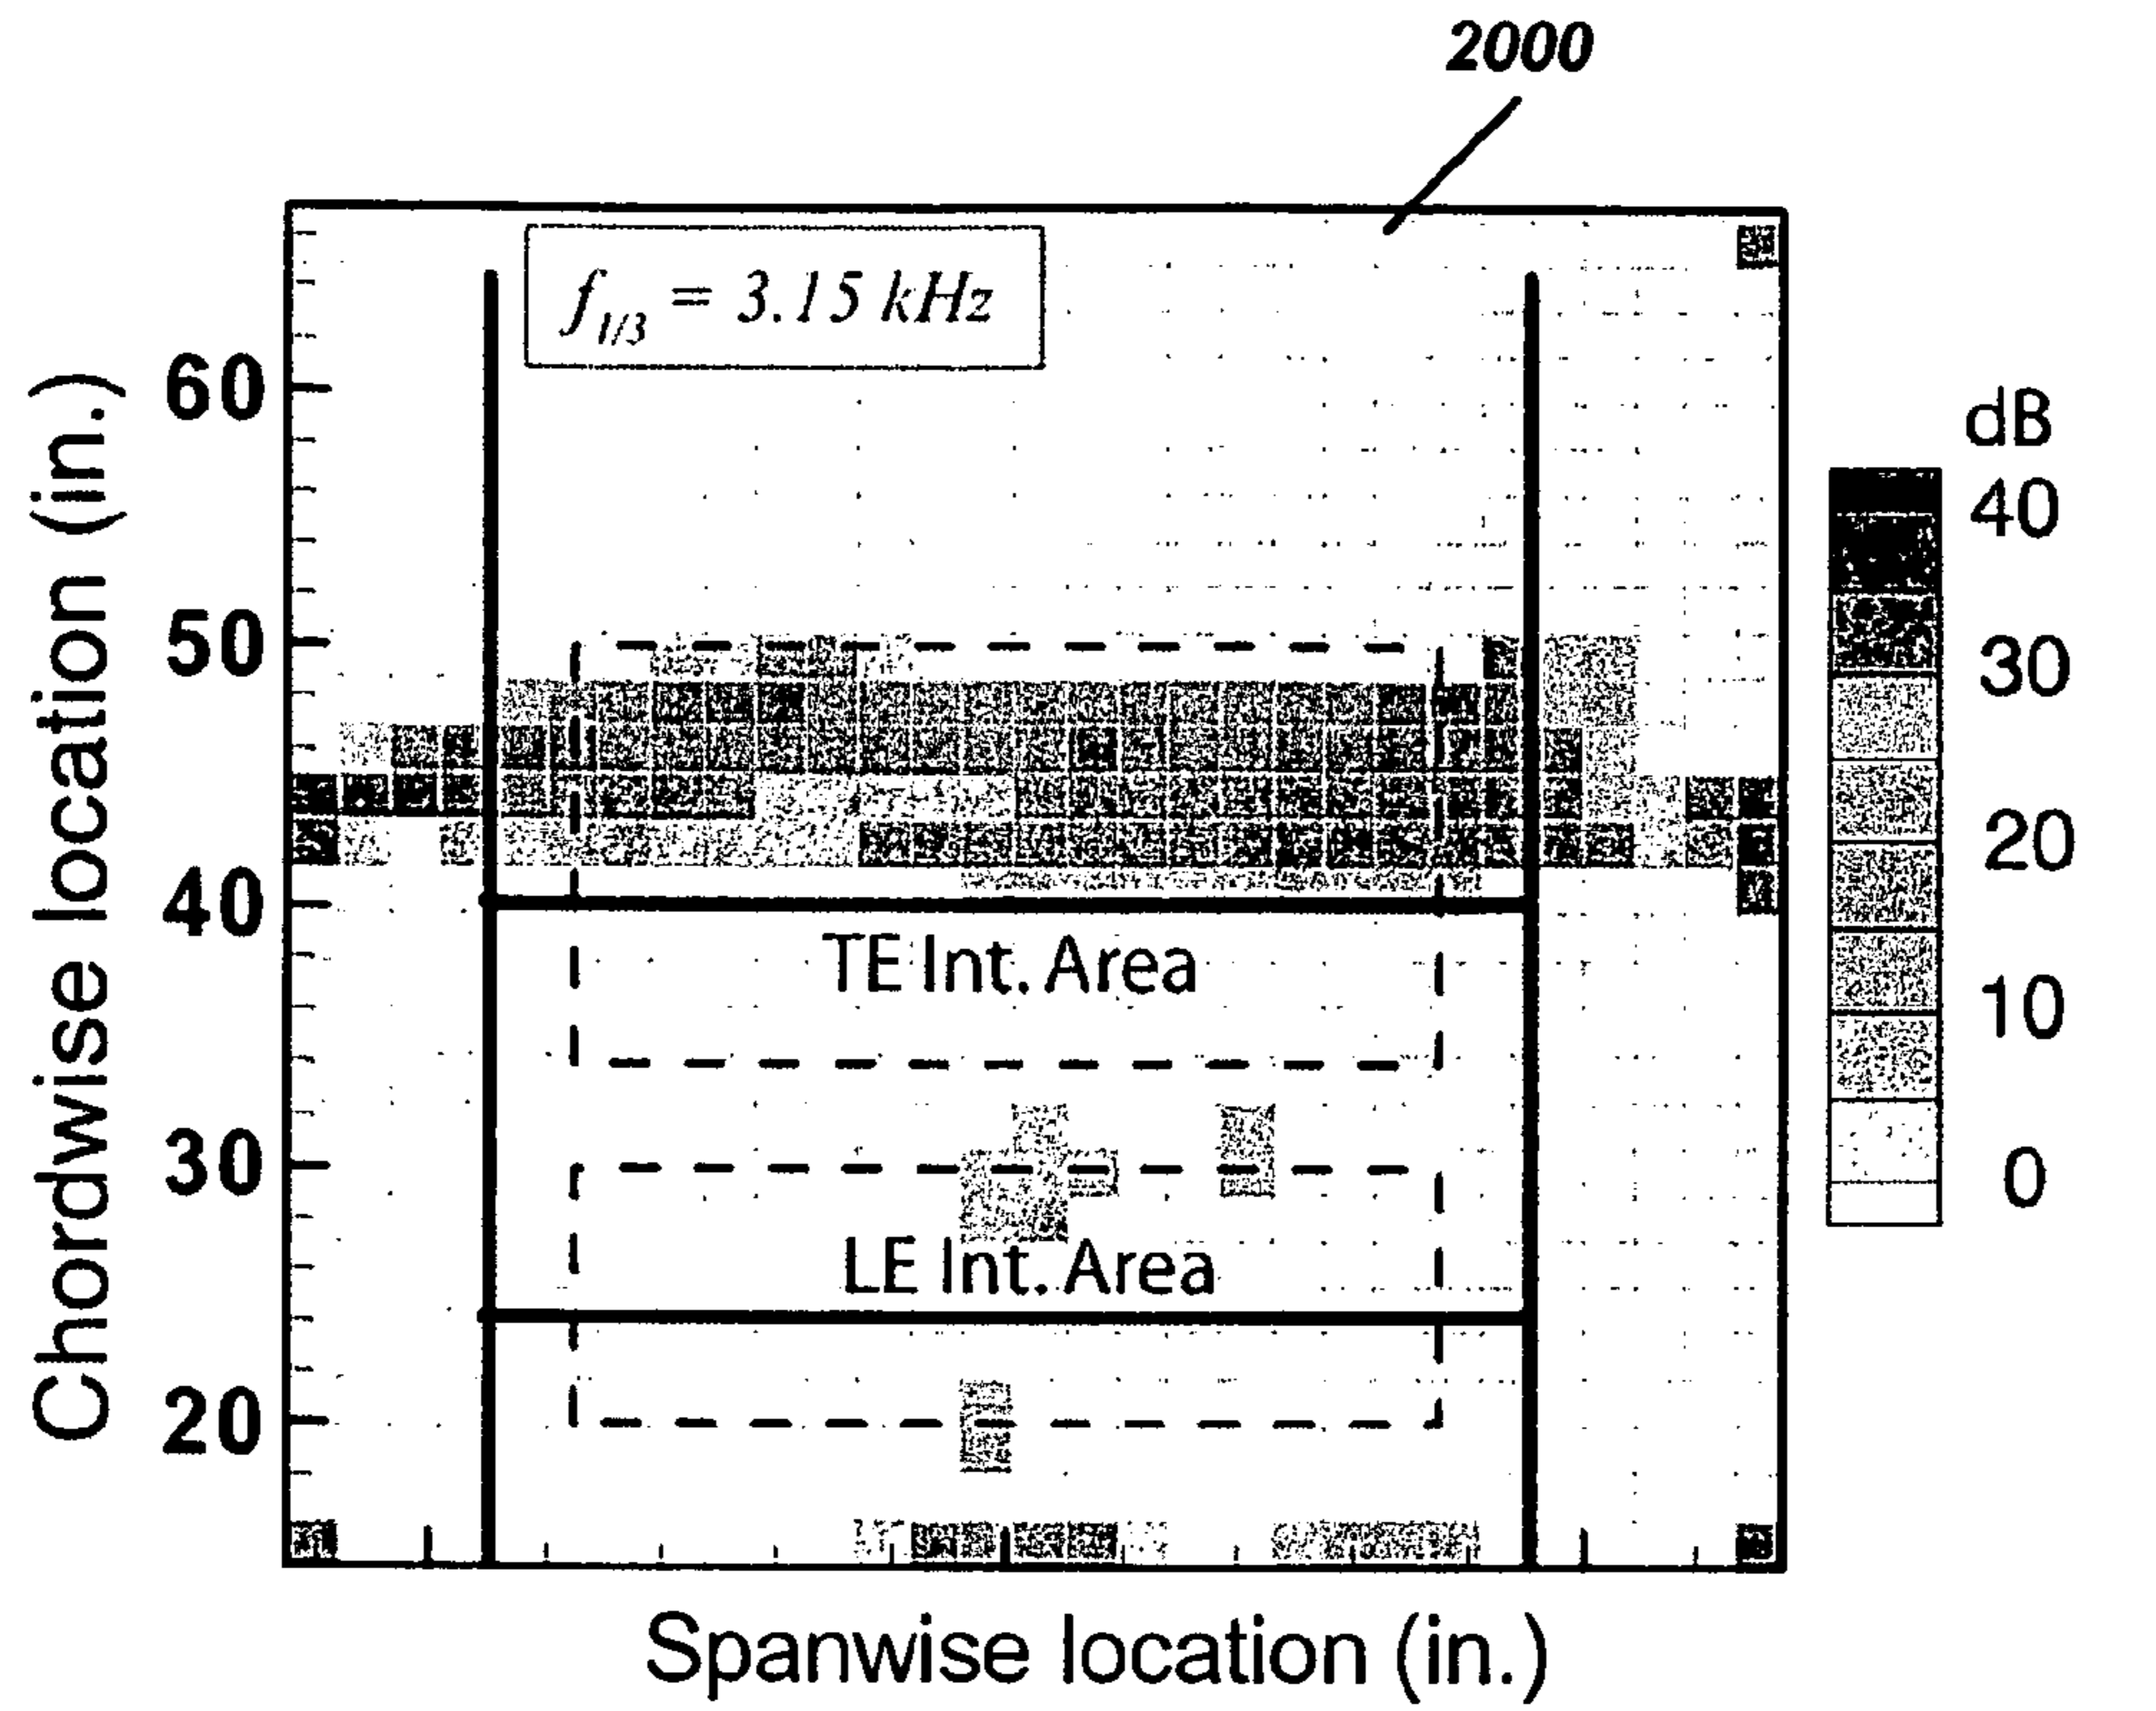 2000
f1/3 = 3.15 kHz
Chordwise location (in.)
60
50
40
30
20
TE Int. Area
LE Int. Area
Spanwise location (in.)
dB
40
30
20
10
0